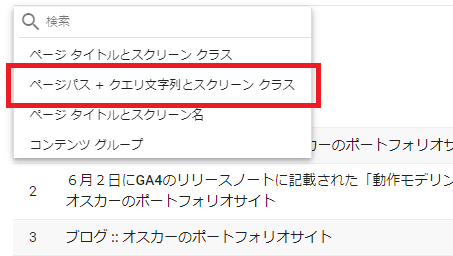 検索
ページ タイトルとスクリーン クラス
ページパス + クエリ文字列とスクリーン クラス
ページ タイトルとスクリーン名
コンテンツ グループ
カーのポートフォリオサ
2 6月2日にGA4のリリースノートに記載された「動作モデリン
オスカーのポートフォリオサイト
3 ブログ :: オスカーのポートフォリオサイト